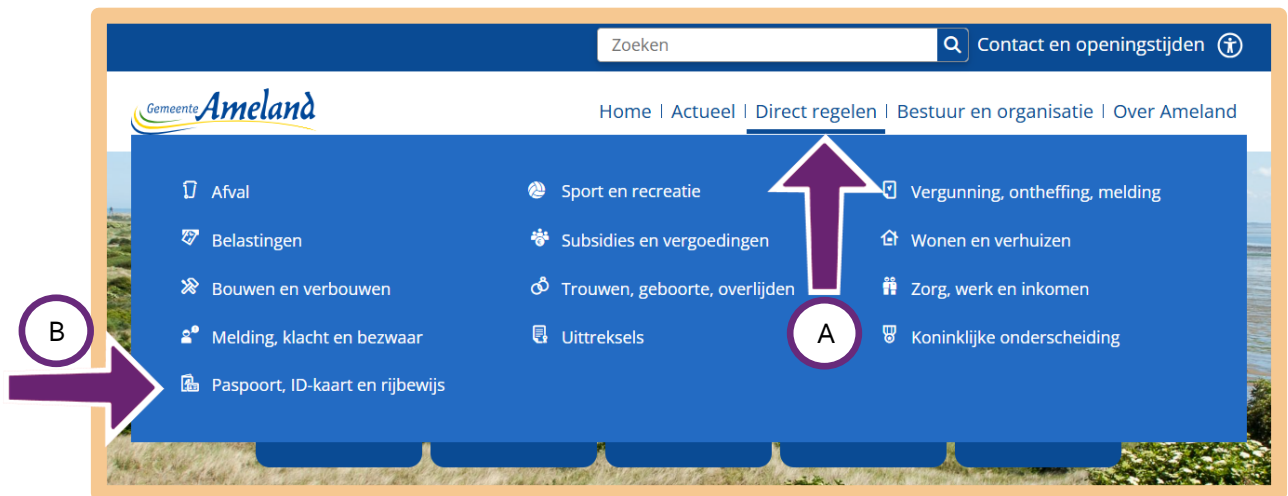 Zoeken
Contact en openingstijden
Gemeente Ameland
Home | Actueel | Direct regelen | Bestuur en organisatie | Over Ameland
Afval
Sport en recreatie
Vergunning, ontheffing, melding
Belastingen
Subsidies en vergoedingen
Wonen en verhuizen
Bouwen en verbouwen
Trouwen, geboorte, overlijden
Zorg, werk en inkomen
B
Melding, klacht en bezwaar
Uittreksels
A
Koninklijke onderscheiding
Paspoort, ID-kaart en rijbewijs